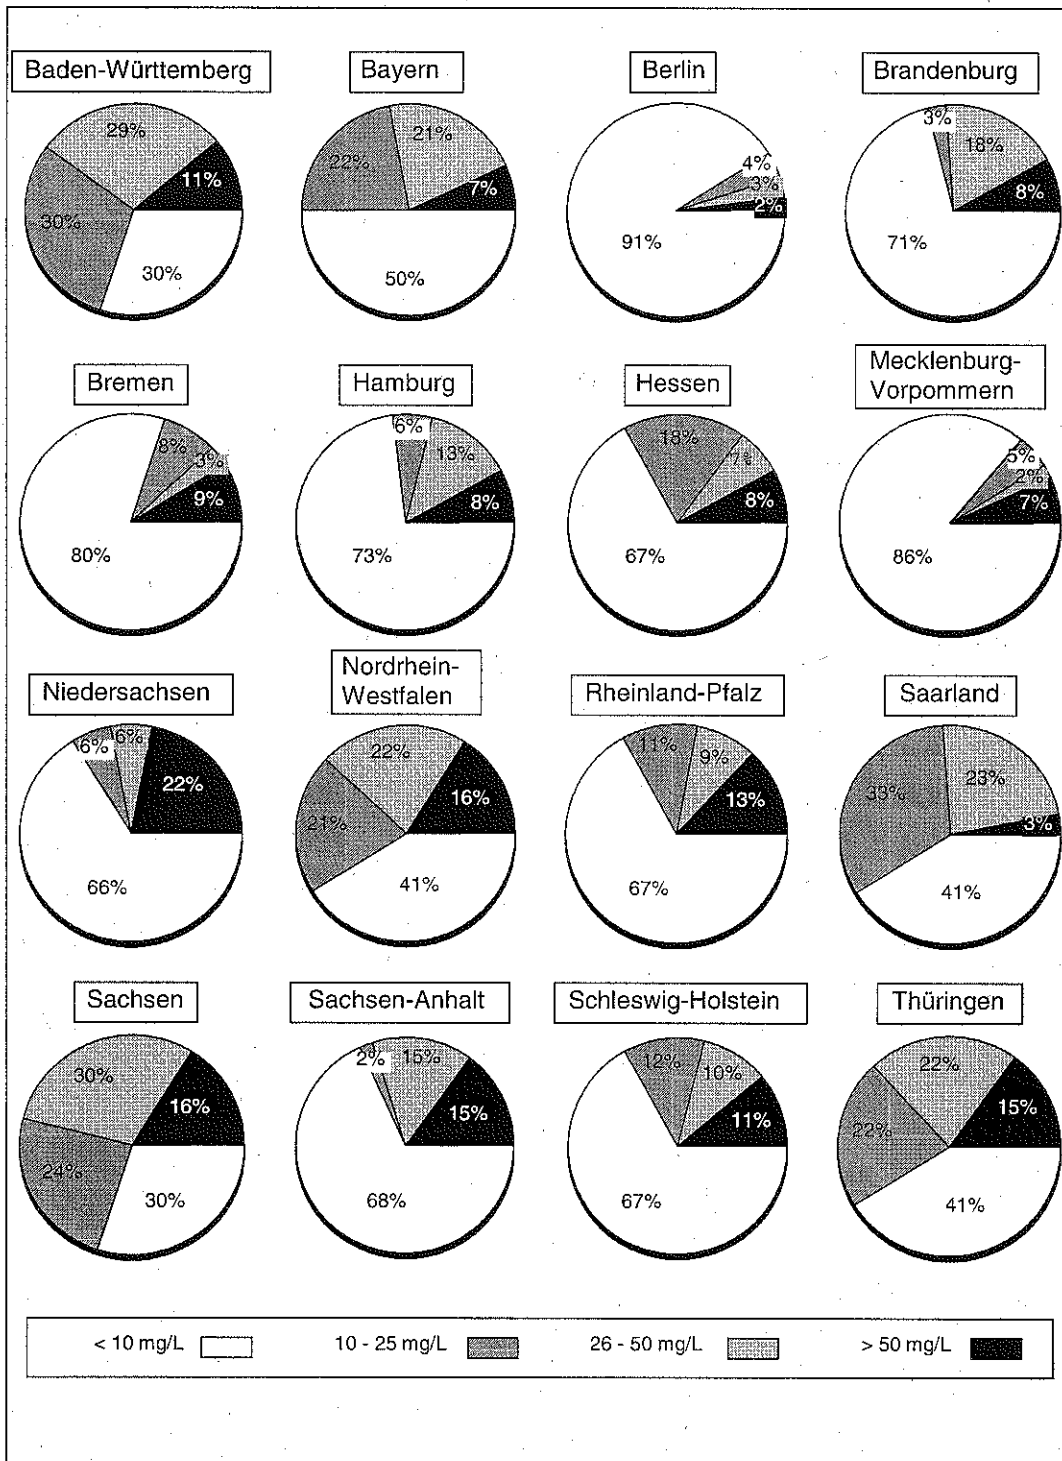 Baden-Württemberg
Bayern
Berlin
Brandenburg
29%
11%
30%
30%
21%
22%
7%
50%
4%
3%
2%
91%
3%
18%
8%
71%
Bremen
Hamburg
Hessen
Mecklenburg-
Vorpommern
8%
3%
9%
80%
6%
13%
8%
73%
18%
7%
8%
67%
5%
2%
7%
86%
Niedersachsen
Nordrhein-
Westfalen
Rheinland-Pfalz
Saarland
6%
6%
22%
66%
22%
16%
21%
41%
11%
9%
13%
67%
33%
23%
3%
41%
Sachsen
Sachsen-Anhalt
Schleswig-Holstein
Thüringen
30%
16%
24%
30%
2%
15%
15%
68%
12%
10%
11%
67%
22%
15%
22%
41%
< 10 mg/L
10 - 25 mg/L
26 - 50 mg/L
> 50 mg/L